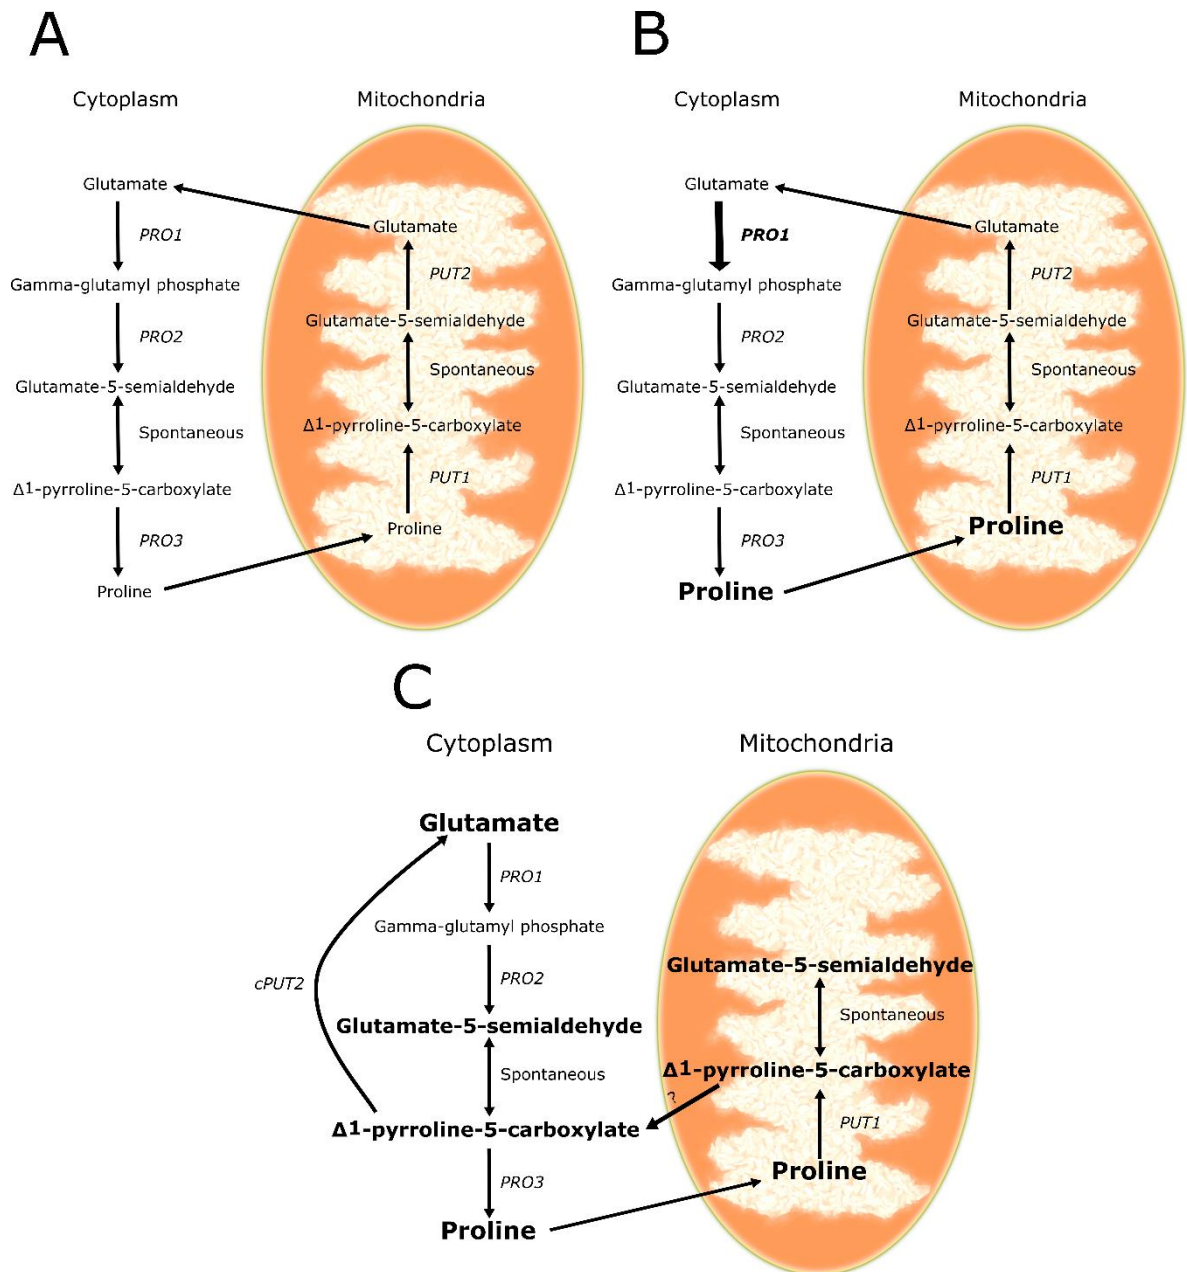 A
Cytoplasm
Mitochondria
Glutamate
PRO1
Gamma-glutamyl phosphate
PRO2
Glutamate-5-semialdehyde
Spontaneous
Δ1-pyrroline-5-carboxylate
PRO3
Proline
Glutamate
PUT2
Glutamate-5-semialdehyde
Spontaneous
Δ1-pyrroline-5-carboxylate
PUT1
Proline
B
Cytoplasm
Mitochondria
Glutamate
PRO1
Gamma-glutamyl phosphate
PRO2
Glutamate-5-semialdehyde
Spontaneous
Δ1-pyrroline-5-carboxylate
PRO3
Proline
Glutamate
PUT2
Glutamate-5-semialdehyde
Spontaneous
Δ1-pyrroline-5-carboxylate
PUT1
Proline
C
Cytoplasm
Mitochondria
Glutamate
PRO1
Gamma-glutamyl phosphate
cPUT2
PRO2
Glutamate-5-semialdehyde
Spontaneous
Δ1-pyrroline-5-carboxylate
PRO3
Proline
Glutamate-5-semialdehyde
Spontaneous
Δ1-pyrroline-5-carboxylate
?
PUT1
Proline